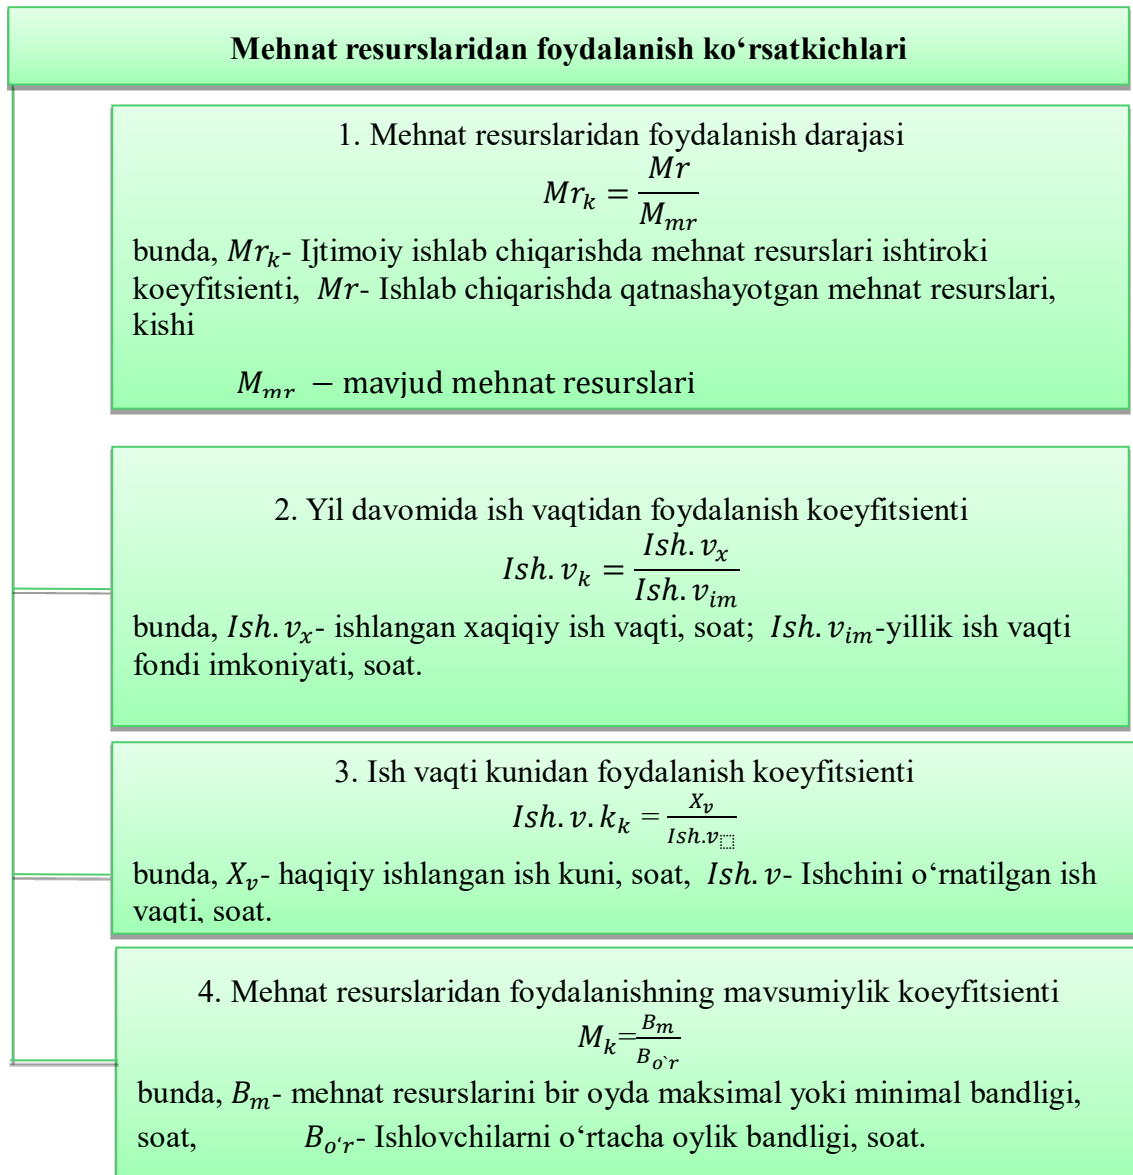 Mehnat resurslaridan foydalanish ko‘rsatkichlari
1. Mehnat resurslaridan foydalanish darajasi
Mr_k = Mr / M_mr
bunda, Mr_k- Ijtimoiy ishlab chiqarishda mehnat resurslari ishtiroki
koeyfitsienti, Mr- Ishlab chiqarishda qatnashayotgan mehnat resurslari,
kishi
M_mr − mavjud mehnat resurslari
2. Yil davomida ish vaqtidan foydalanish koeyfitsienti
Ish.v_k = Ish.v_x / Ish.v_im
bunda, Ish.v_x- ishlangan xaqiqiy ish vaqti, soat; Ish.v_im-yillik ish vaqti
fondi imkoniyati, soat.
3. Ish vaqti kunidan foydalanish koeyfitsienti
Ish.v.k_k = X_v / Ish.v_⬚
bunda, X_v- haqiqiy ishlangan ish kuni, soat, Ish.v- Ishchini o‘rnatilgan ish
vaqti, soat.
4. Mehnat resurslaridan foydalanishning mavsumiylik koeyfitsienti
M_k=B_m / B_o`r
bunda, B_m- mehnat resurslarini bir oyda maksimal yoki minimal bandligi,
soat, B_o‘r- Ishlovchilarni o‘rtacha oylik bandligi, soat.